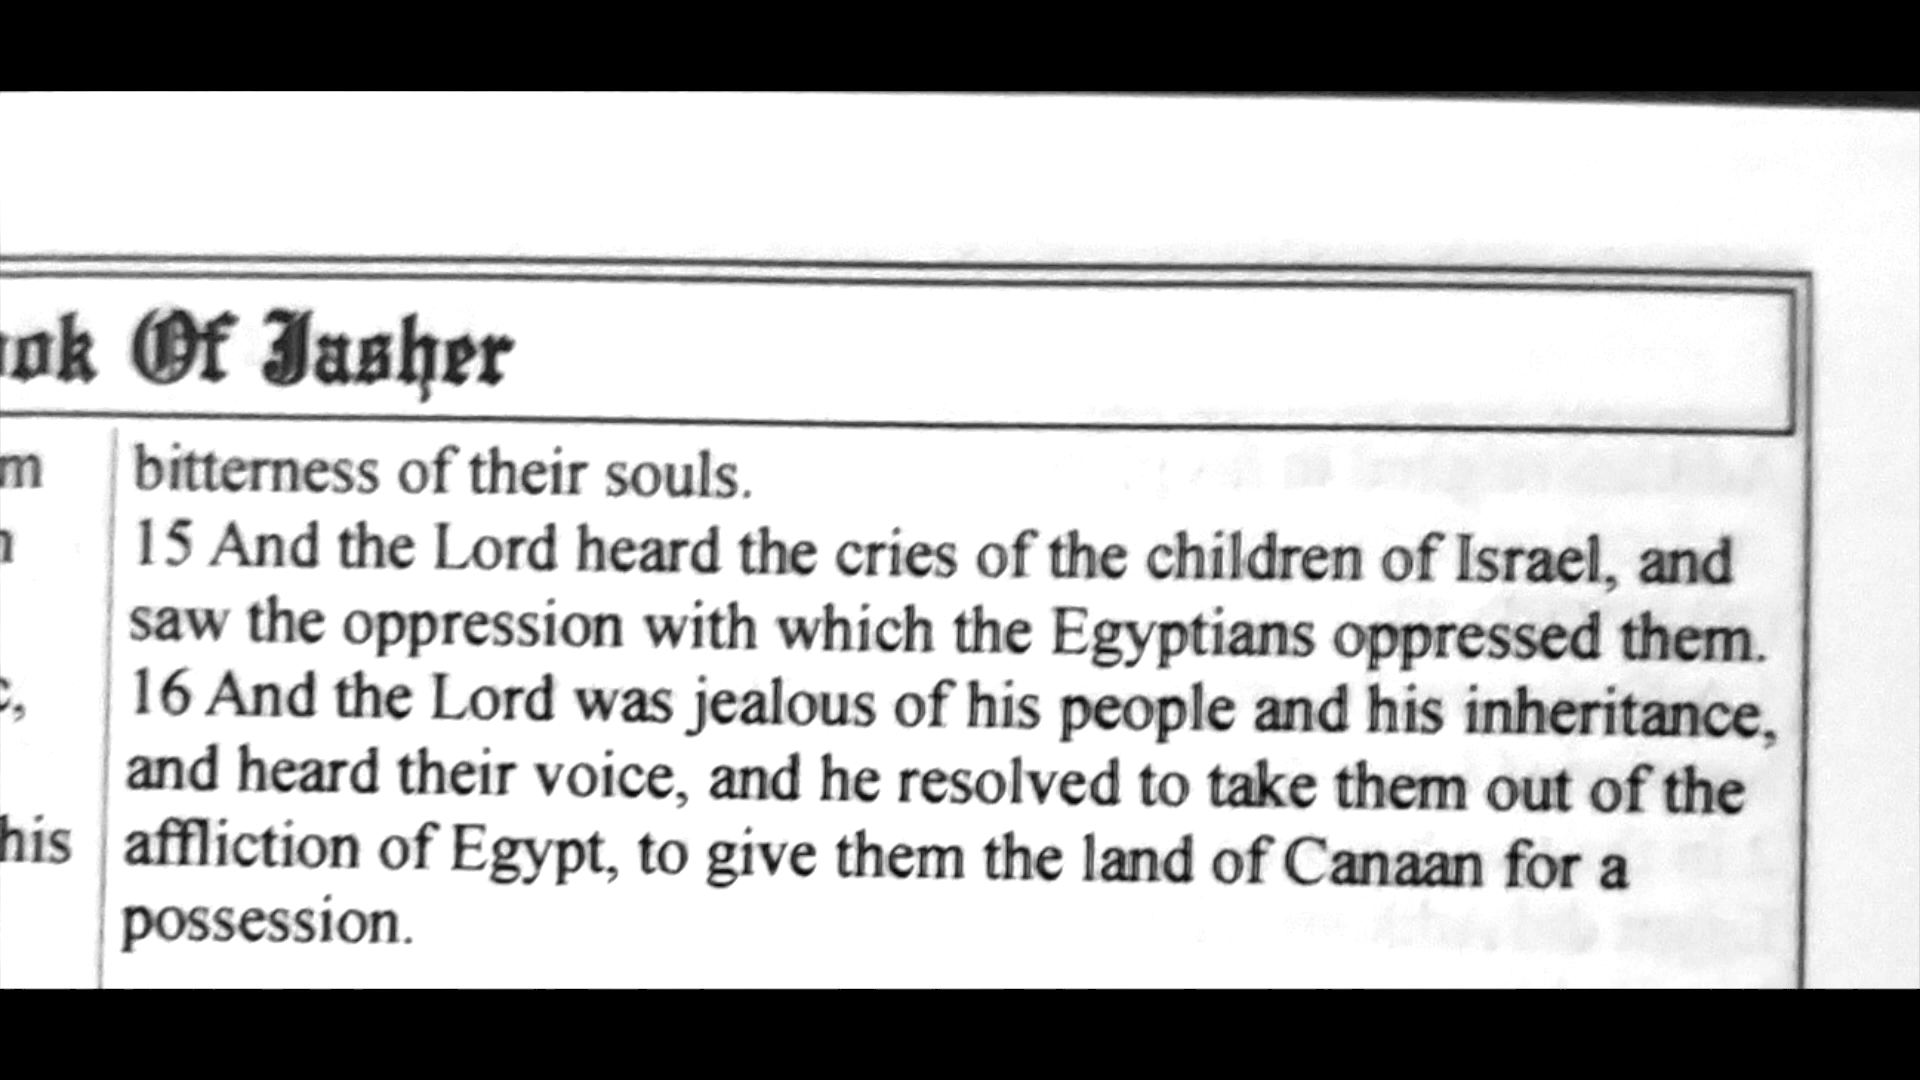 Of Jasher
bitterness of their souls.
15 And the Lord heard the cries of the children of Israel, and
saw the oppression with which the Egyptians oppressed them.
16 And the Lord was jealous of his people and his inheritance,
and heard their voice, and he resolved to take them out of the
affliction of Egypt, to give them the land of Canaan for a
his
possession.